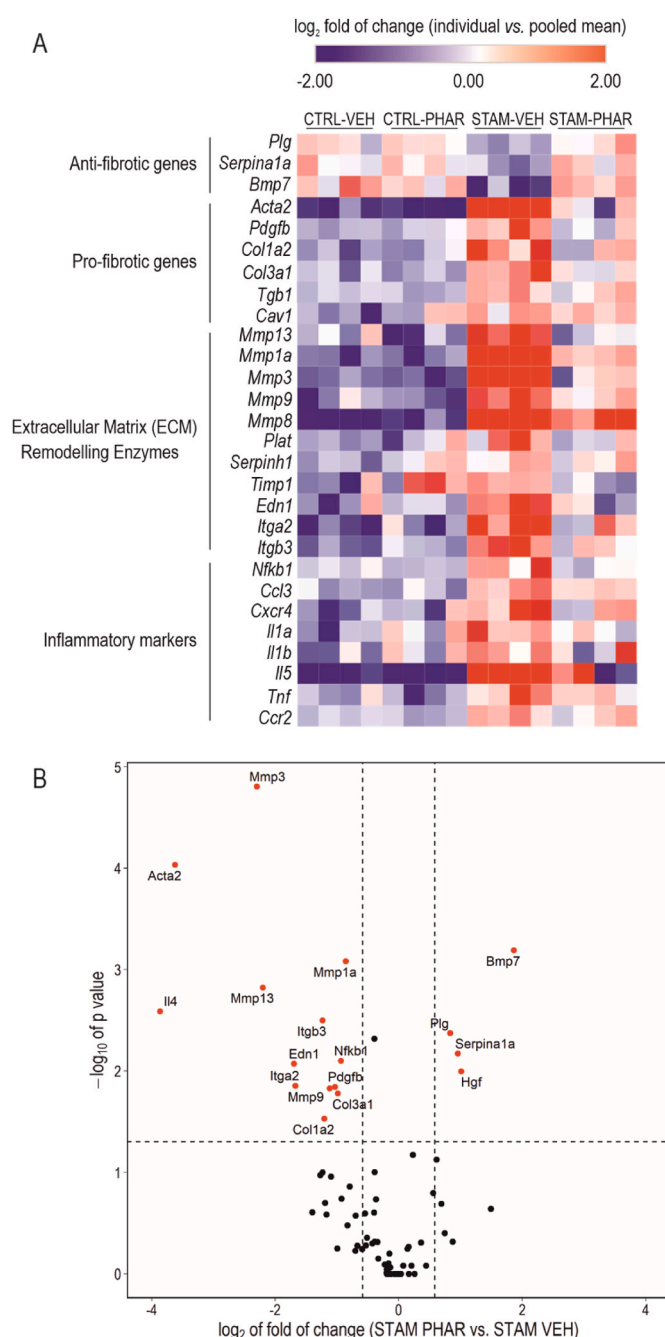 A
log2 fold of change (individual vs. pooled mean)
-2.00 0.00 2.00
CTRL-VEH CTRL-PHAR STAM-VEH STAM-PHAR
Anti-fibrotic genes
Plg
Serpina1a
Bmp7
Pro-fibrotic genes
Acta2
Pdgfb
Col1a2
Col3a1
Tgb1
Cav1
Extracellular Matrix (ECM)
Remodelling Enzymes
Mmp13
Mmp1a
Mmp3
Mmp9
Mmp8
Plat
Serpinh1
Timp1
Edn1
Itga2
Itgb3
Inflammatory markers
Nfkb1
Ccl3
Cxcr4
Il1a
Il1b
Il5
Tnf
Ccr2
B
−log10 of p value
5
4
3
2
1
0
Mmp3
Acta2
Bmp7
Mmp1a
Mmp13
Il4
Itgb3
Plg
Serpina1a
Edn1
Nfkb1
Itga2
Pdgfb
Hgf
Mmp9
Col3a1
Col1a2
-4 -2 0 2 4
log2 of fold of change (STAM PHAR vs. STAM VEH)